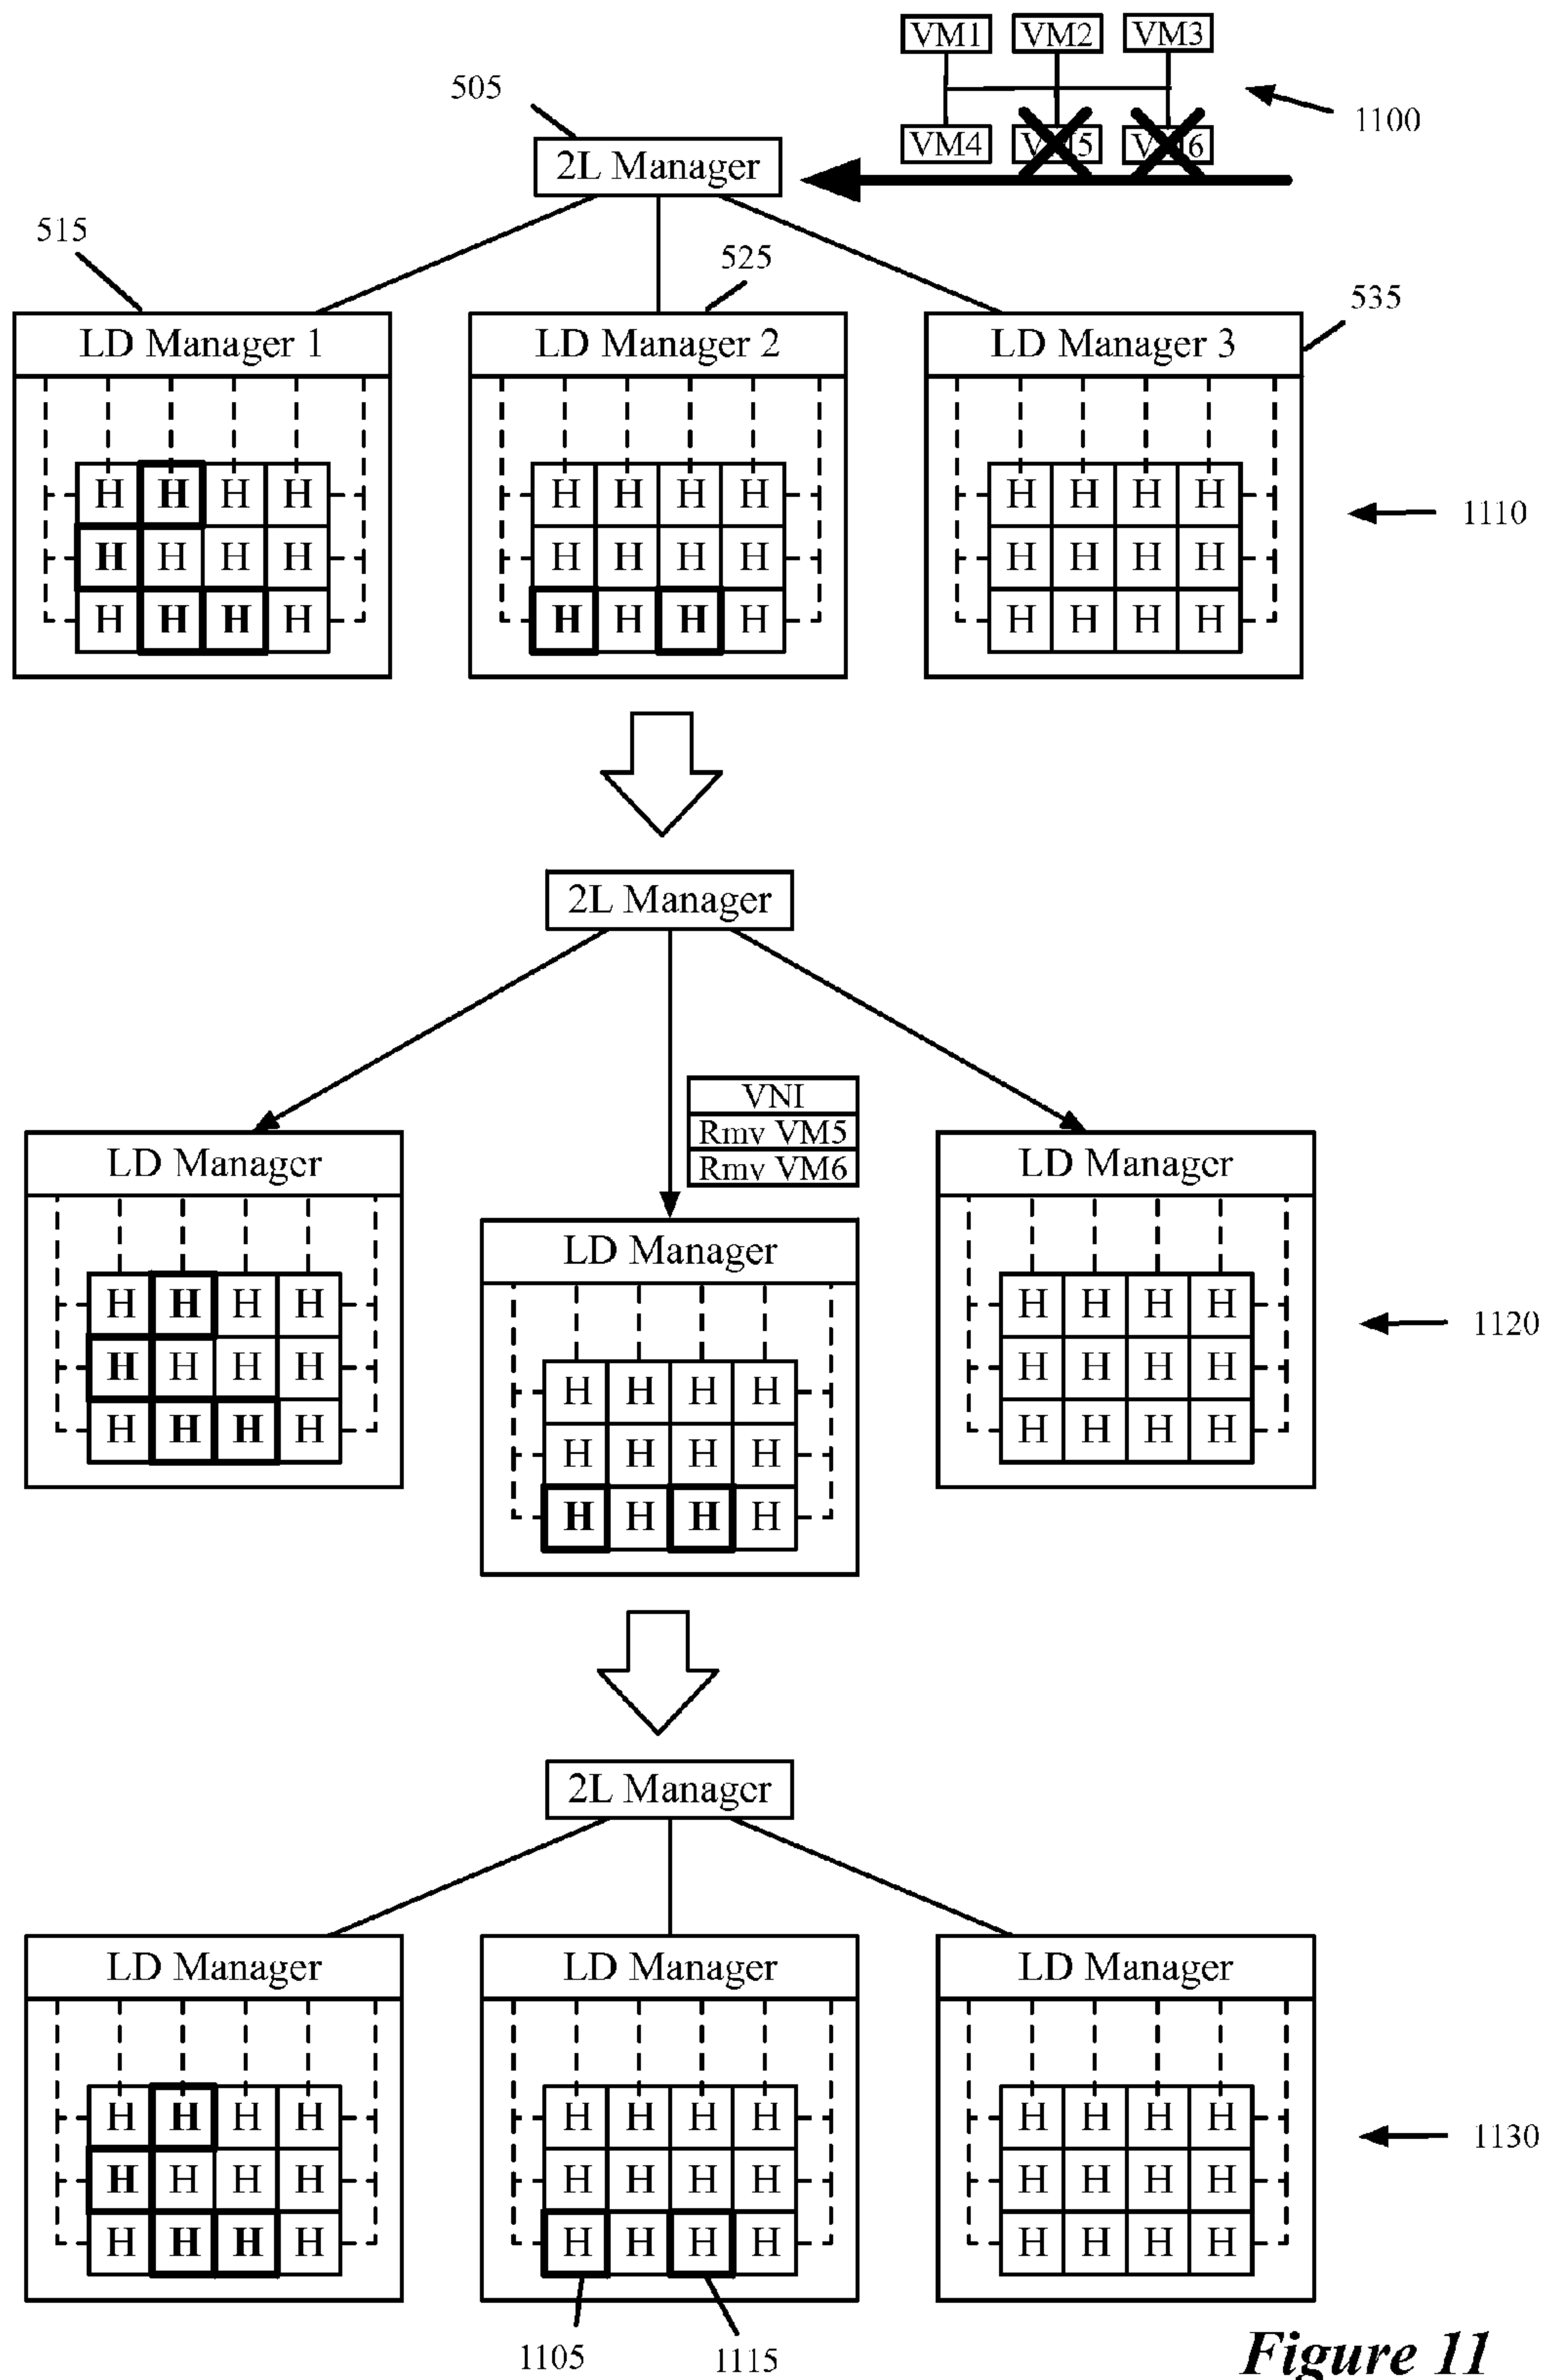 VM1 VM2 VM3
505
1100
VM4
2L Manager
515
525
535
LD Manager 1
LD Manager 2
LD Manager 3
H H H H
H H H H
H H H H
1110
H H H H
H H H H
H H H H
H H H H
H H H H
H H H H
2L Manager
VNI
Rmv VM5
Rmv VM6
LD Manager
LD Manager
LD Manager
H H H H
H H H H
H H H H
1120
H H H H
H H H H
H H H H
H H H H
H H H H
H H H H
2L Manager
LD Manager
LD Manager
LD Manager
H H H H
H H H H
H H H H
1130
H H H H
H H H H
H H H H
H H H H
H H H H
H H H H
1105
1115
Figure 11